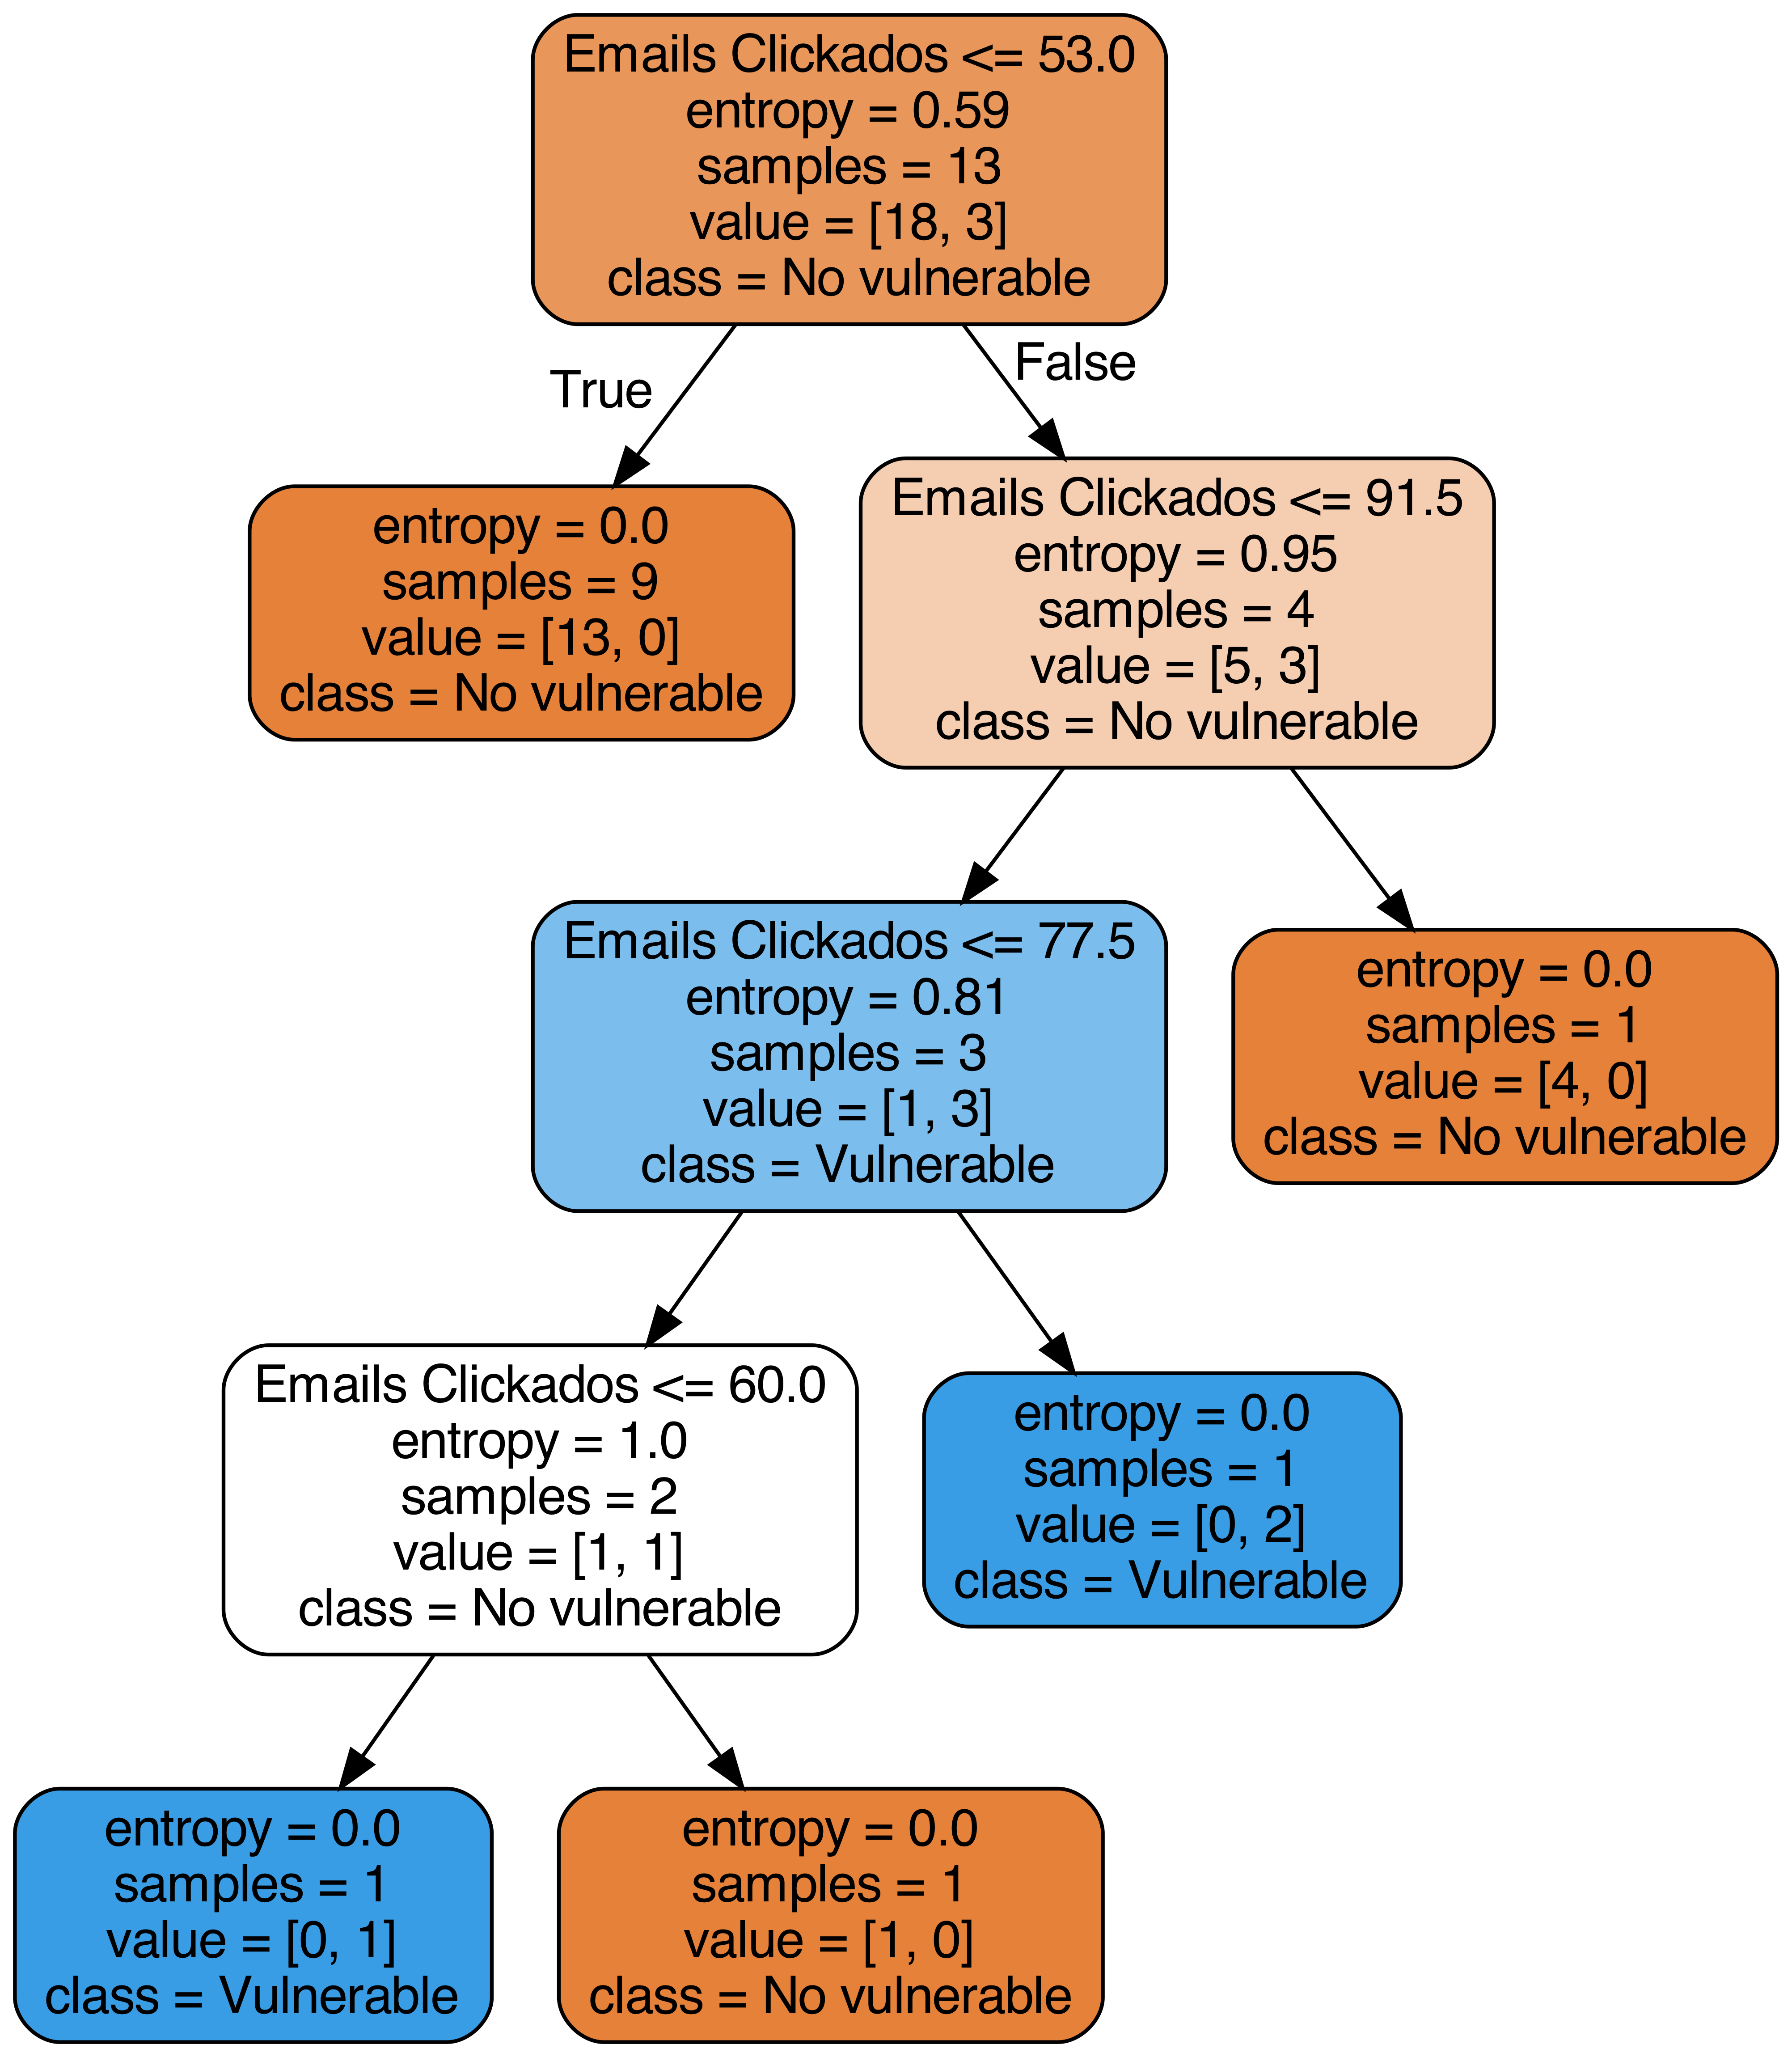 Emails Clickados <= 53.0
entropy = 0.59
samples = 13
value = [18, 3]
class = No vulnerable
True
False
entropy = 0.0
samples = 9
value = [13, 0]
class = No vulnerable
Emails Clickados <= 91.5
entropy = 0.95
samples = 4
value = [5, 3]
class = No vulnerable
Emails Clickados <= 77.5
entropy = 0.81
samples = 3
value = [1, 3]
class = Vulnerable
entropy = 0.0
samples = 1
value = [4, 0]
class = No vulnerable
Emails Clickados <= 60.0
entropy = 1.0
samples = 2
value = [1, 1]
class = No vulnerable
entropy = 0.0
samples = 1
value = [0, 2]
class = Vulnerable
entropy = 0.0
samples = 1
value = [0, 1]
class = Vulnerable
entropy = 0.0
samples = 1
value = [1, 0]
class = No vulnerable